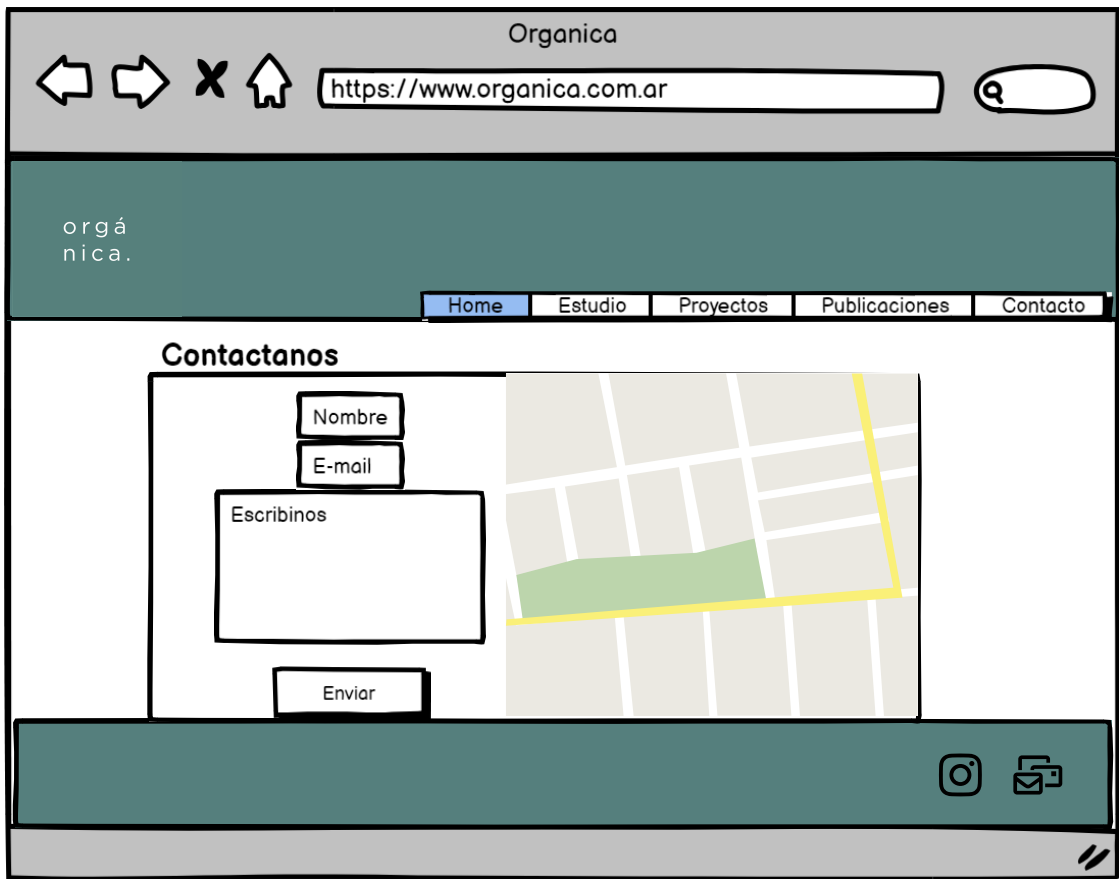 Organica
https://www.organica.com.ar
orgá
nica.
Home Estudio Proyectos Publicaciones Contacto
Contactanos
Nombre
E-mail
Escribinos
Enviar